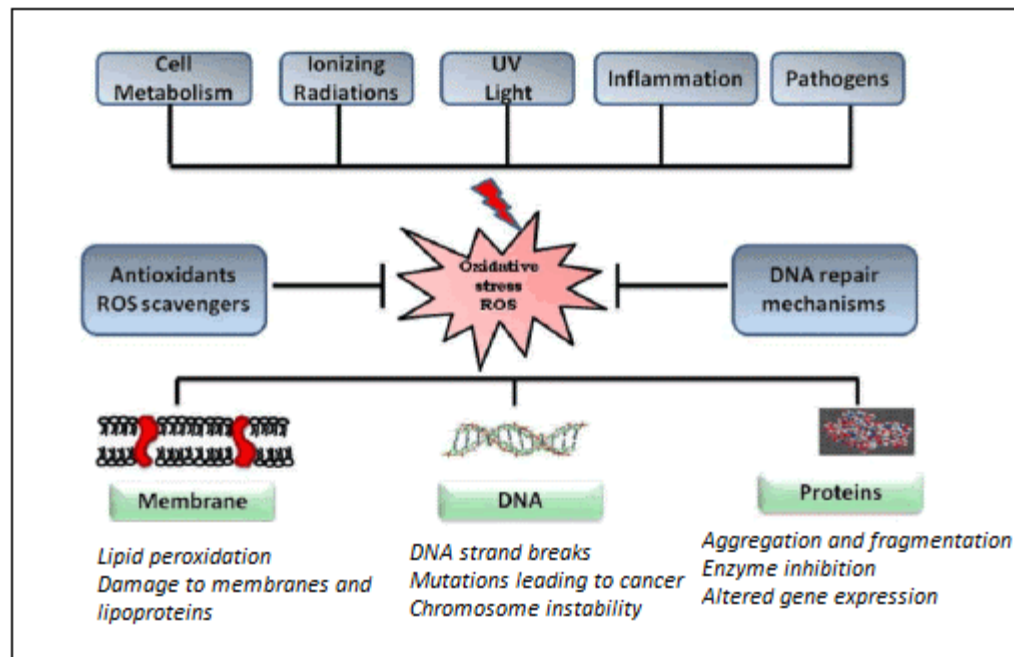 Cell
Metabolism
Ionizing
Radiations
UV
Light
Inflammation
Pathogens
Antioxidants
ROS scavengers
Oxidative
stress
ROS
DNA repair
mechanisms
Membrane
DNA
Proteins
Lipid peroxidation
Damage to membranes and
lipoproteins
DNA strand breaks
Mutations leading to cancer
Chromosome instability
Aggregation and fragmentation
Enzyme inhibition
Altered gene expression